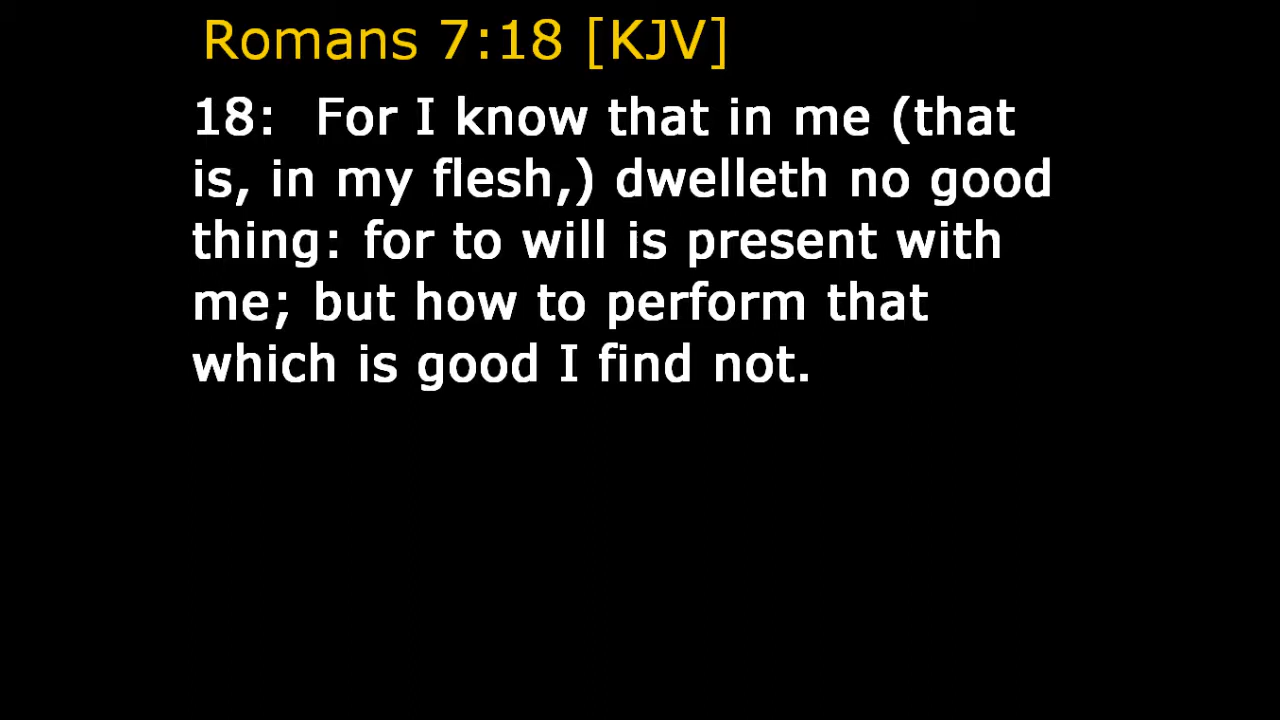 Romans 7:18 [KJV]
18:  For I know that in me (that
is, in my flesh,) dwelleth no good
thing: for to will is present with
me; but how to perform that
which is good I find not.